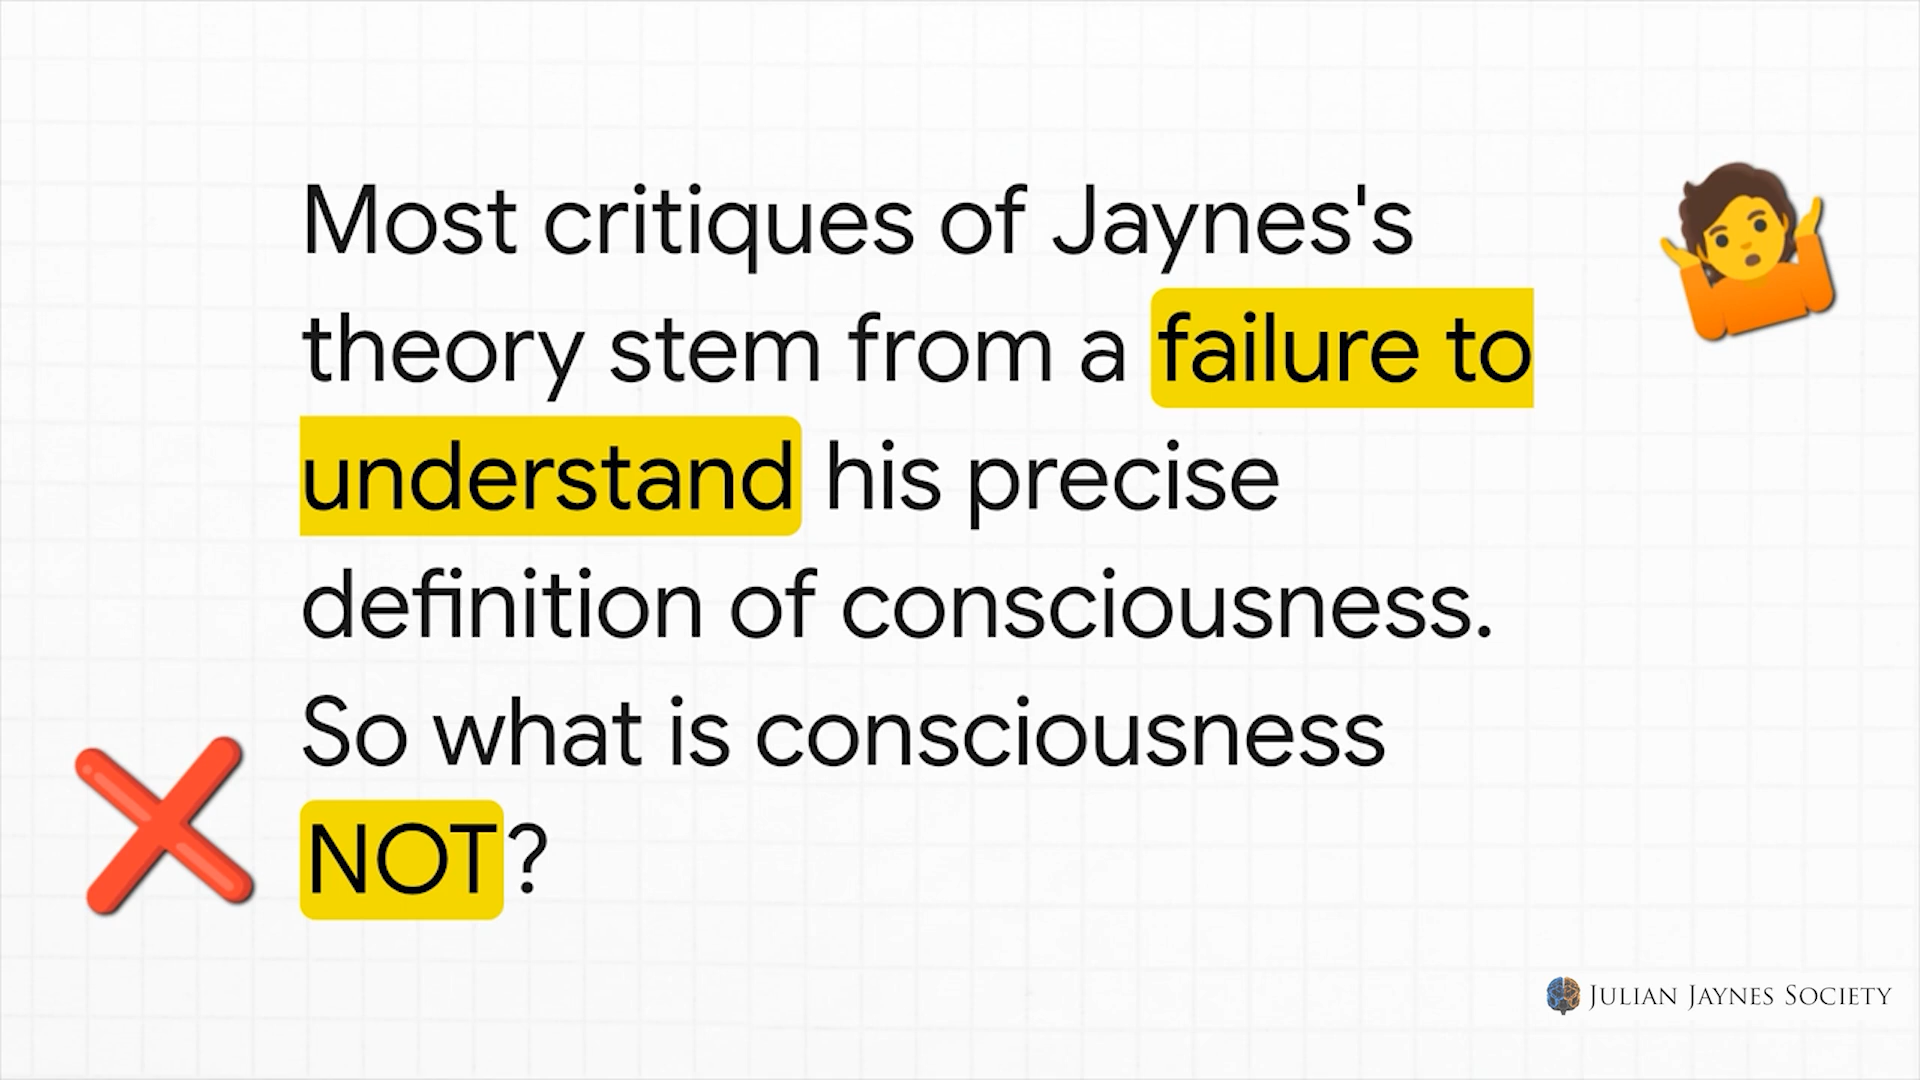 Most critiques of Jaynes's
theory stem from a failure to
understand his precise
definition of consciousness.
So what is consciousness
NOT?
JULIAN JAYNES SOCIETY